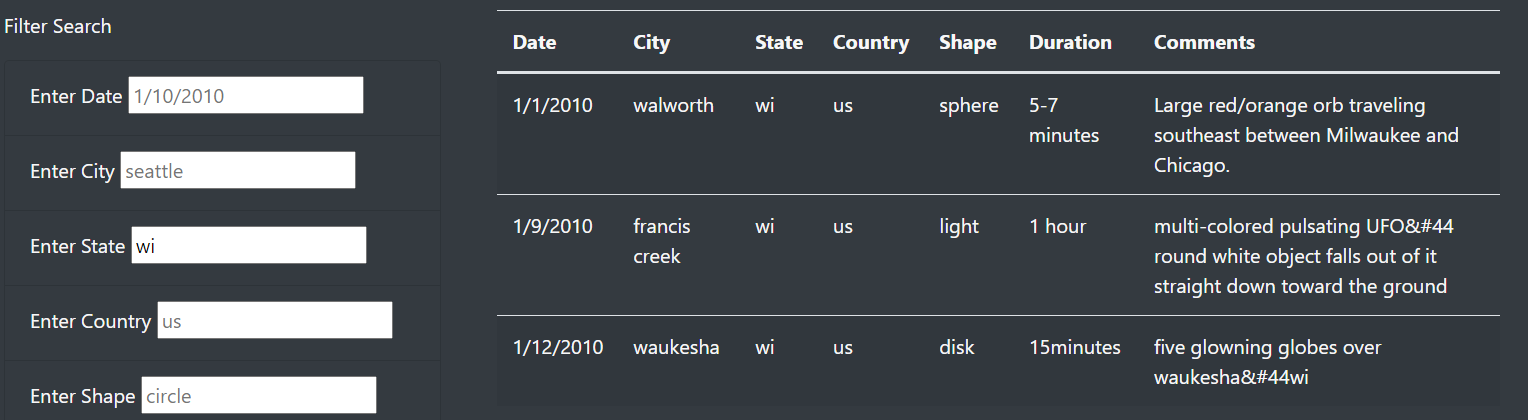 Filter Search
Enter Date 1/10/2010
Enter City seattle
Enter State wi
Enter Country us
Enter Shape circle
Date City State Country Shape Duration Comments
1/1/2010 walworth wi us sphere 5-7 Large red/orange orb traveling
minutes southeast between Milwaukee and
Chicago.
1/9/2010 francis wi us light 1 hour multi-colored pulsating UFO&#44
creek round white object falls out of it
straight down toward the ground
1/12/2010 waukesha wi us disk 15minutes five glowning globes over
waukesha&#44wi